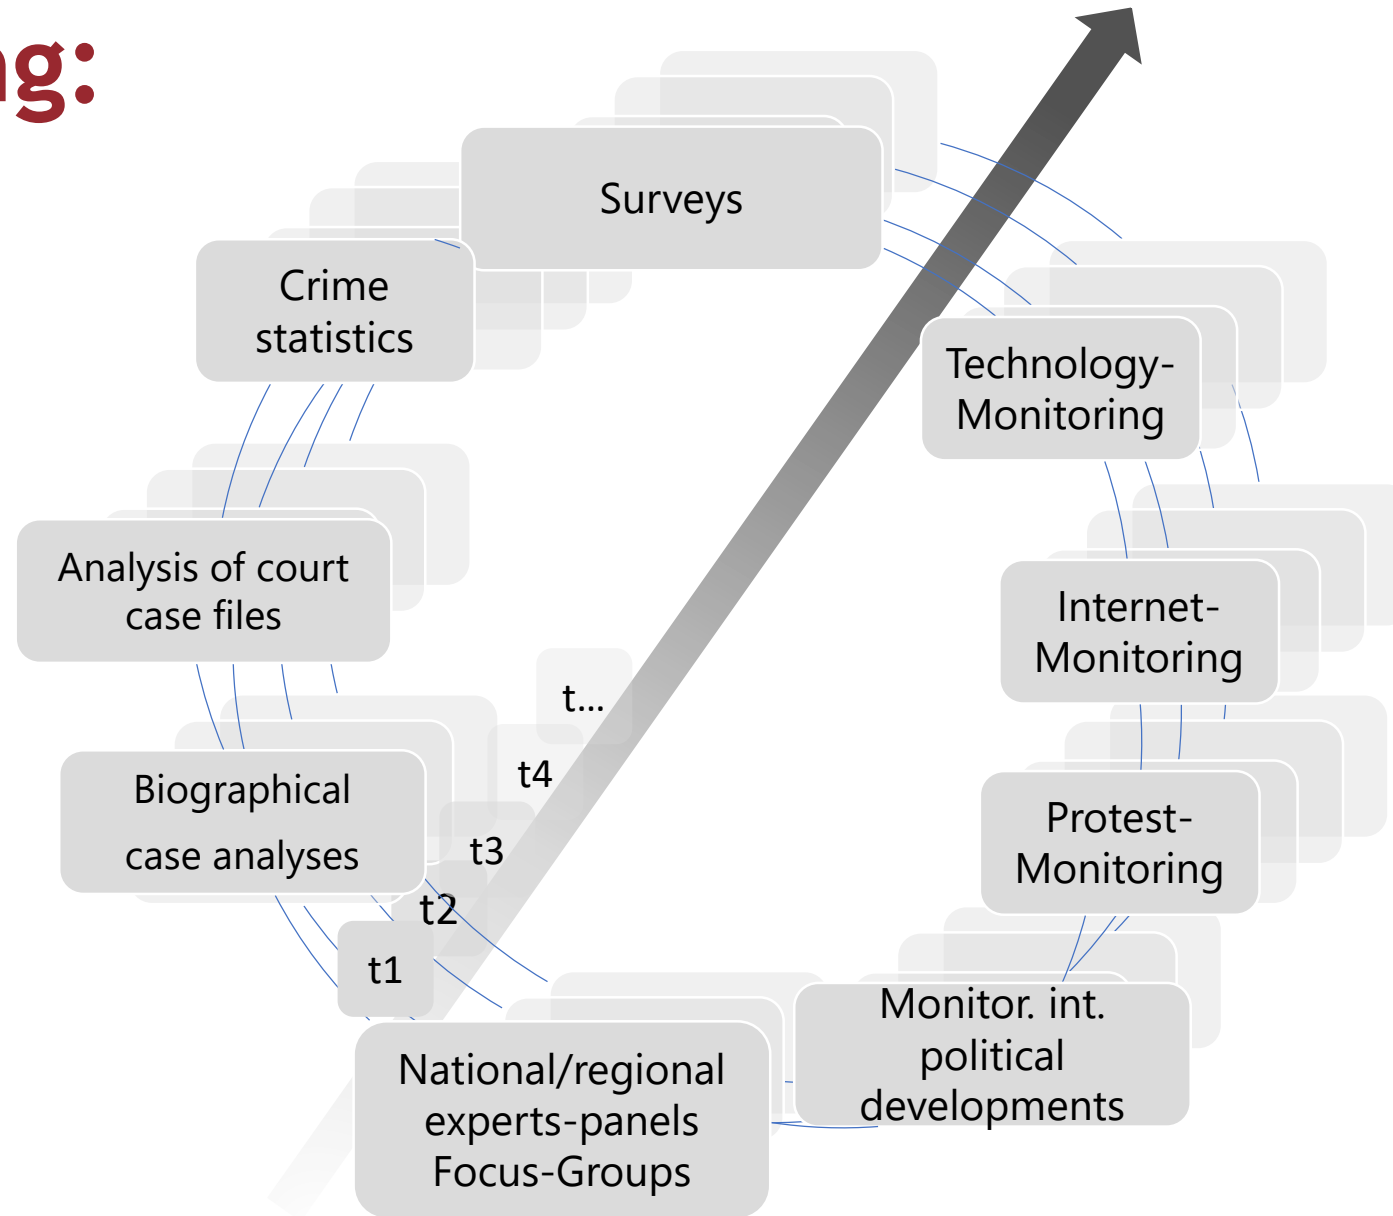 ng:
Surveys
Crime
statistics
Technology-
Monitoring
Analysis of court
case files
Internet-
Monitoring
t...
t4
Biographical
case analyses
t3
Protest-
Monitoring
t2
t1
Monitor. int.
political
developments
National/regional
experts-panels
Focus-Groups